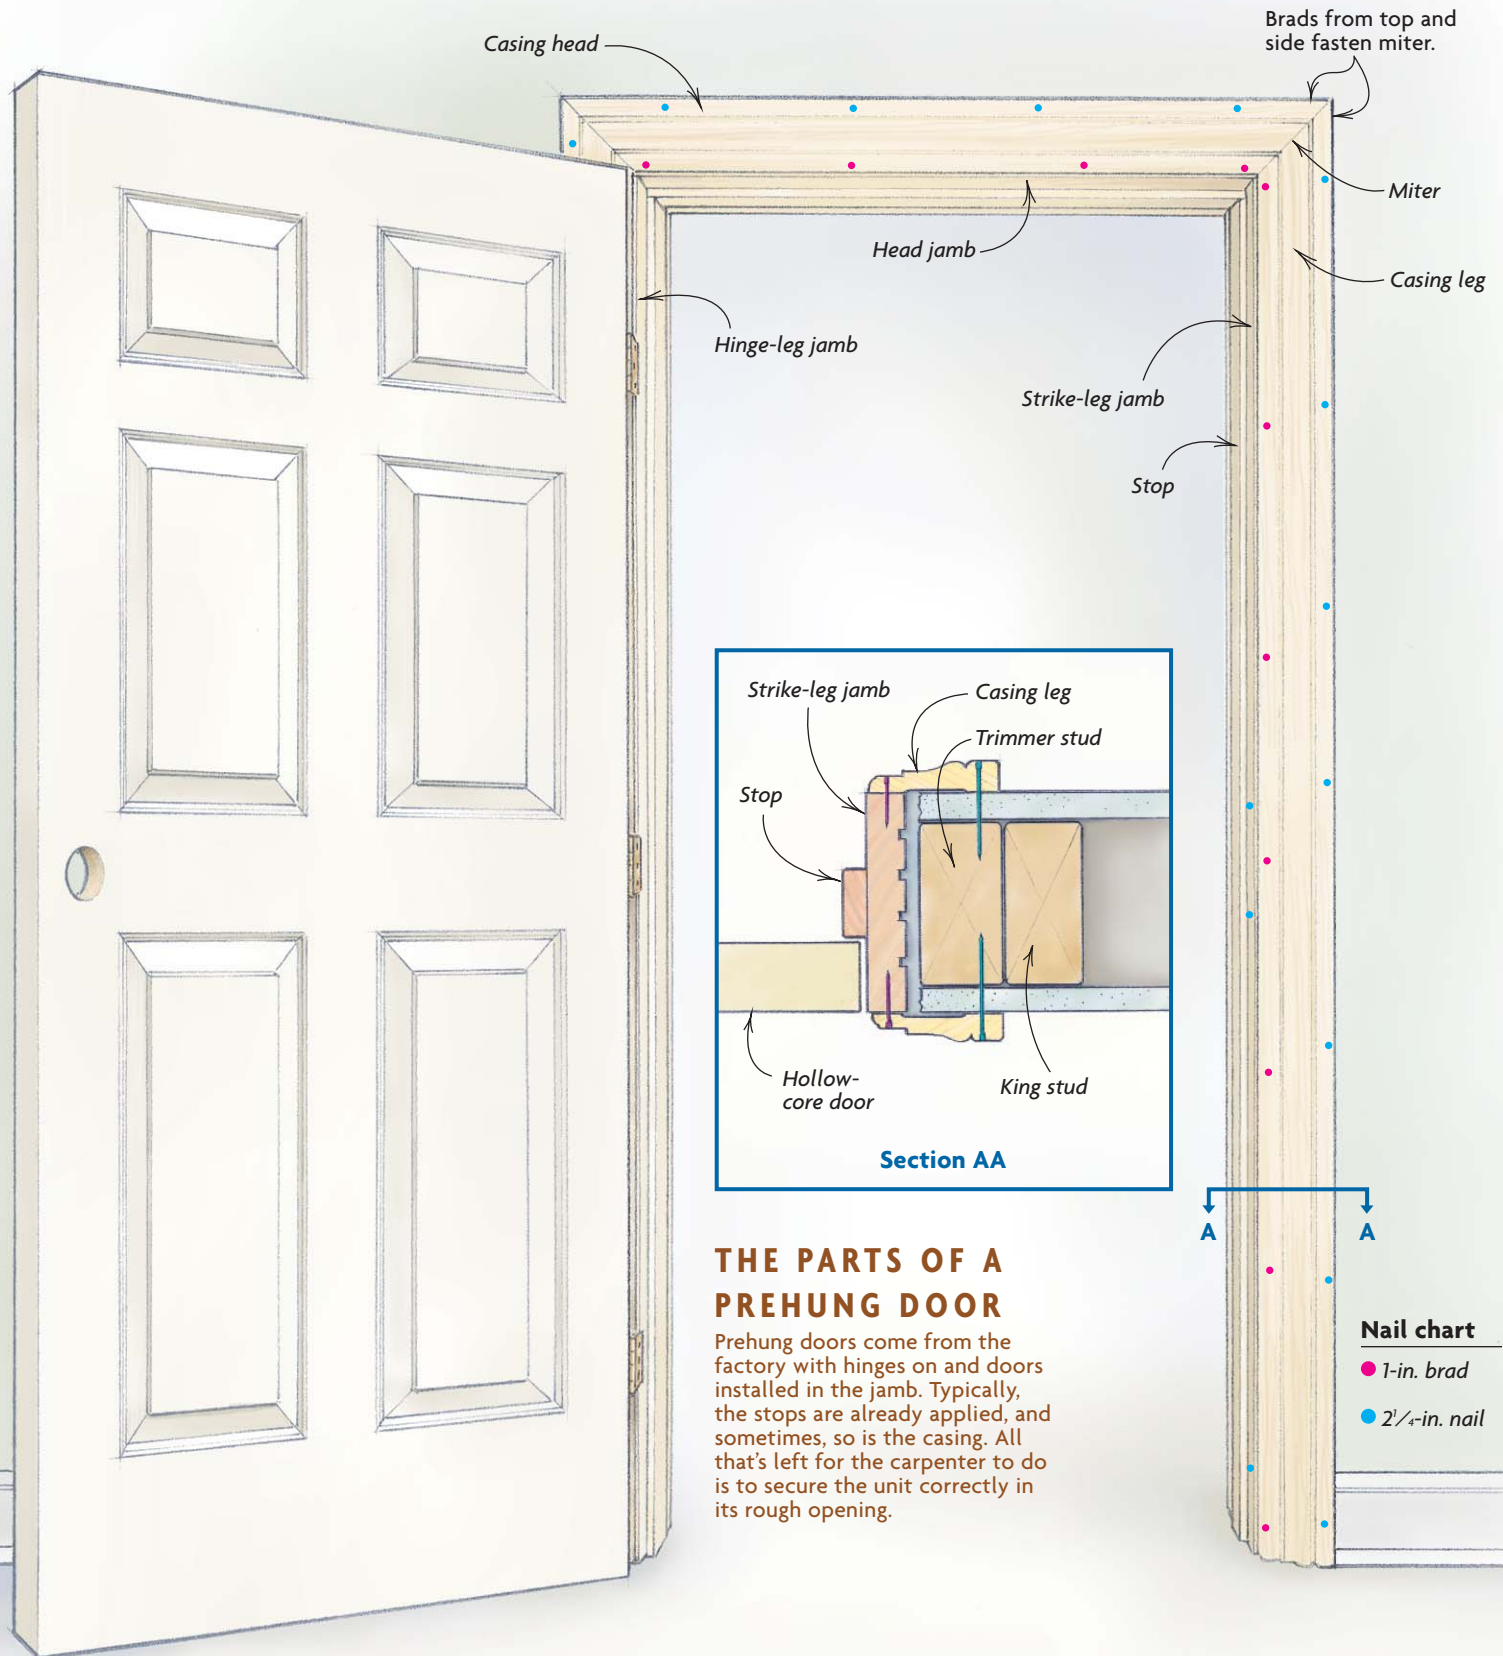 Casing head
Brads from top and
side fasten miter.
Miter
Head jamb
Casing leg
Hinge-leg jamb
Strike-leg jamb
Stop
Strike-leg jamb
Casing leg
Trimmer stud
Stop
Hollow-
core door
King stud
Section AA
A
A
THE PARTS OF A
PREHUNG DOOR
Prehung doors come from the
factory with hinges on and doors
installed in the jamb. Typically,
the stops are already applied, and
sometimes, so is the casing. All
that’s left for the carpenter to do
is to secure the unit correctly in
its rough opening.
Nail chart
1-in. brad
2 1/4-in. nail